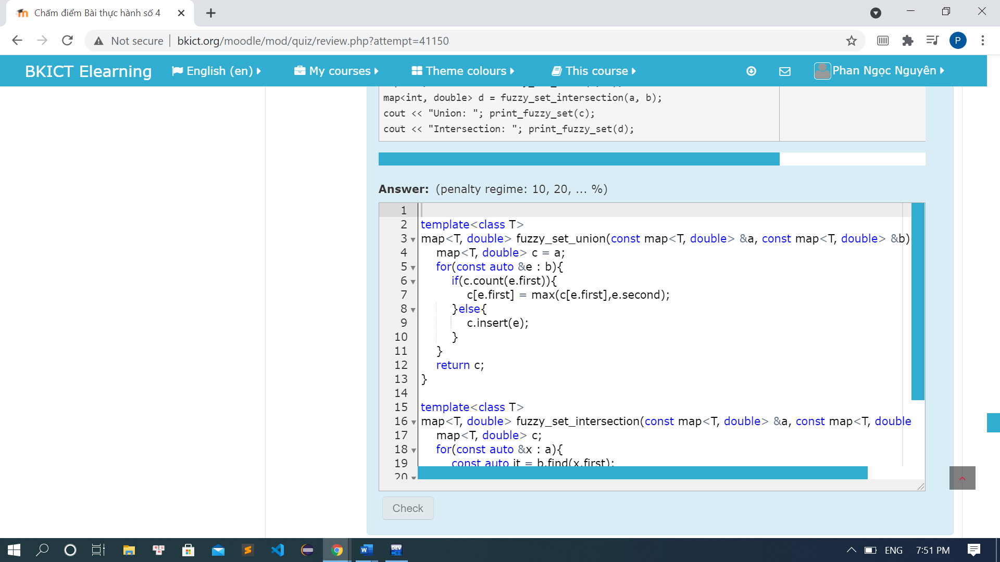 Chấm điểm Bài thực hành số 4
Not secure
bkict.org/moodle/mod/quiz/review.php?attempt=41150
P
BKICT Elearning
English (en)
My courses
Theme colours
This course
Phan Ngọc Nguyên
map<int, double> d = fuzzy_set_intersection(a, b);
cout << "Union: "; print_fuzzy_set(c);
cout << "Intersection: "; print_fuzzy_set(d);
Answer: (penalty regime: 10, 20, ... %)
1
2 template<class T>
3 map<T, double> fuzzy_set_union(const map<T, double> &a, const map<T, double> &b)
4 map<T, double> c = a;
5 for(const auto &e : b){
6 if(c.count(e.first)){
7 c[e.first] = max(c[e.first],e.second);
8 }else{
9 c.insert(e);
10 }
11 }
12 return c;
13 }
14
15 template<class T>
16 map<T, double> fuzzy_set_intersection(const map<T, double> &a, const map<T, double
17 map<T, double> c;
18 for(const auto &x : a){
19 const auto it = b.find(x.first);
20
Check
W
DEV
ENG
7:51 PM